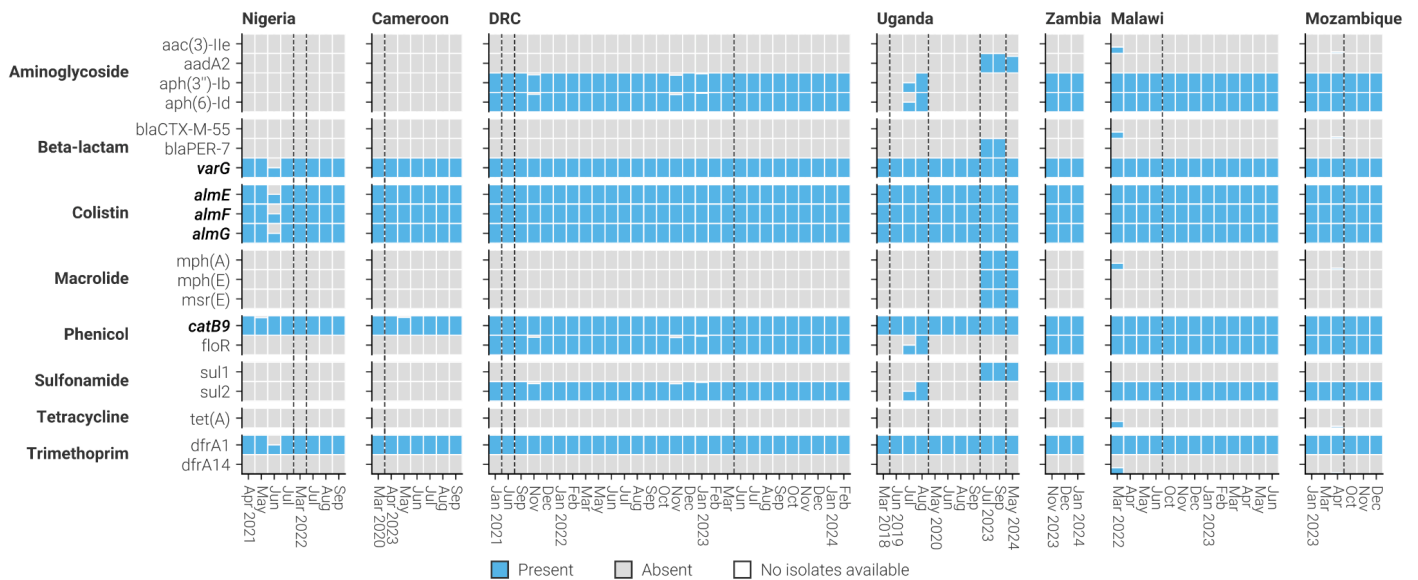 Nigeria
Cameroon
DRC
Uganda
Zambia
Malawi
Mozambique
Aminoglycoside
aac(3)-IIe
aadA2
aph(3")-Ib
aph(6)-Id
Beta-lactam
blaCTX-M-55
blaPER-7
varG
Colistin
almE
almF
almG
Macrolide
mph(A)
mph(E)
msr(E)
Phenicol
catB9
floR
Sulfonamide
sul1
sul2
Tetracycline
tet(A)
Trimethoprim
dfrA1
dfrA14
Apr 2021
May
Jun
Jul
Mar 2022
Jul
Aug
Sep
Mar 2020
Apr 2023
May
Jun
Jul
Aug
Sep
Jan 2021
Jun
Sep
Nov
Dec
Jan 2022
Feb
Mar
Apr
May
Jun
Jul
Aug
Oct
Nov
Dec
Jan 2023
Feb
Mar
Jun
Jul
Aug
Sep
Oct
Nov
Dec
Jan 2024
Feb
Mar 2018
Jun 2019
Jul
Aug
May 2020
Jul
Aug
Sep
Jul 2023
Sep
May 2024
Nov 2023
Dec
Jan 2024
Mar 2022
Apr
May
Jun
Oct
Nov
Dec
Jan 2023
Feb
Mar
Apr
May
Jun
Jan 2023
Mar
Apr
Oct
Nov
Dec
Present
Absent
No isolates available